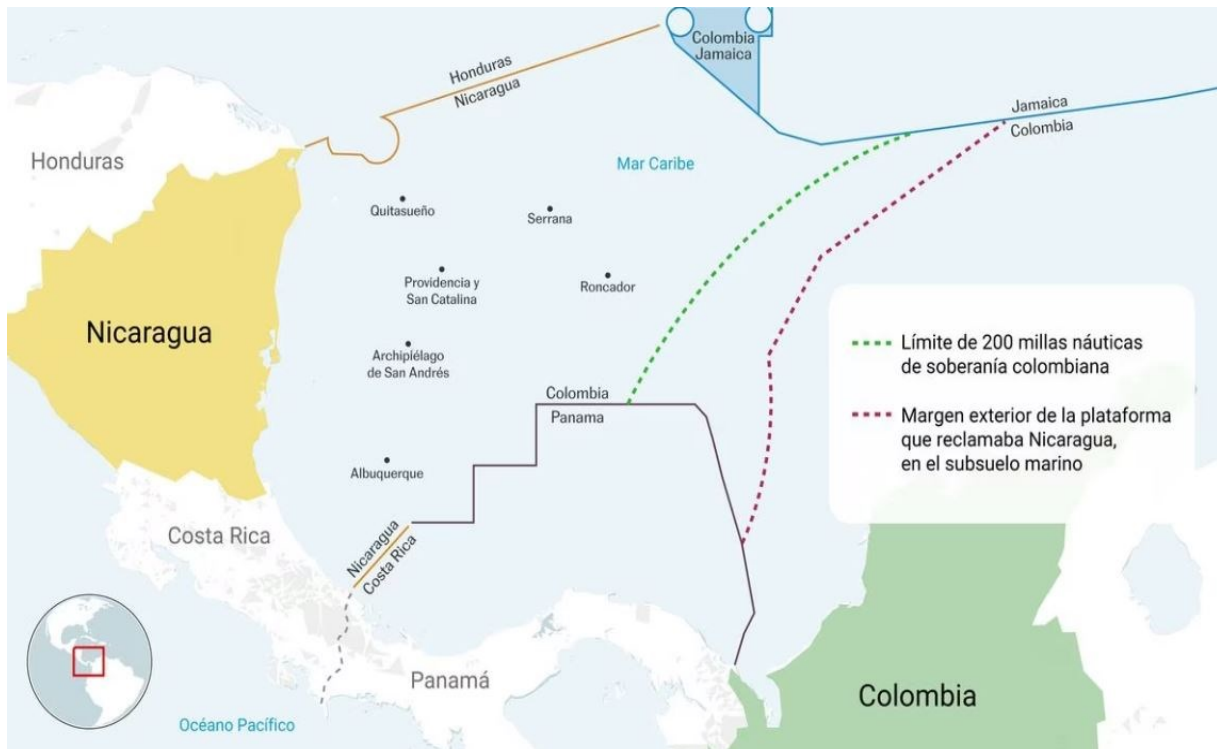 Colombia
Jamaica
Honduras
Nicaragua
Jamaica
Colombia
Honduras
Mar Caribe
Quitasueño
Serrana
Providencia y
San Catalina
Roncador
Nicaragua
Archipiélago
de San Andrés
Límite de 200 millas náuticas
de soberanía colombiana
Colombia
Panama
Margen exterior de la plataforma
que reclamaba Nicaragua,
en el subsuelo marino
Albuquerque
Costa Rica
Nicaragua
Costa Rica
Panamá
Colombia
Océano Pacífico